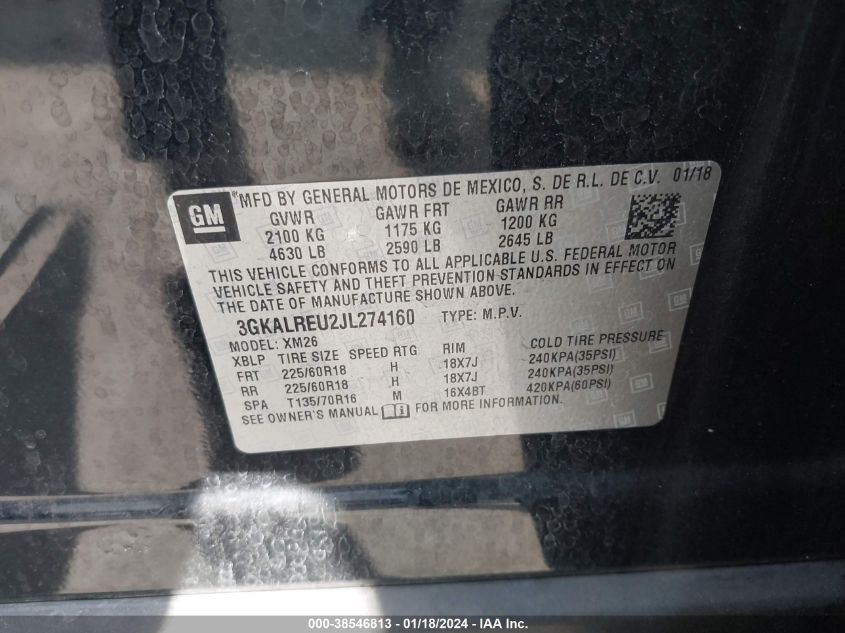 GM
MFD BY GENERAL MOTORS DE MEXICO, S. DE R.L. DE C.V. 01/18
GVWR GAWR FRT GAWR RR
2100 KG 1175 KG 1200 KG
4630 LB 2590 LB 2645 LB
THIS VEHICLE CONFORMS TO ALL APPLICABLE U.S. FEDERAL MOTOR
VEHICLE SAFETY AND THEFT PREVENTION STANDARDS IN EFFECT ON
THE DATE OF MANUFACTURE SHOWN ABOVE.
3GKALREU2JL274160 TYPE: M.P.V.
MODEL: XM26
XBLP TIRE SIZE SPEED RTG RIM COLD TIRE PRESSURE
FRT 225/60R18 H 18X7J 240KPA(35PSI)
RR 225/60R18 H 18X7J 240KPA(35PSI)
SPA T135/70R16 M 16X4BT 420KPA(60PSI)
SEE OWNER'S MANUAL FOR MORE INFORMATION.
000-38546813 - 01/18/2024 - IAA Inc.